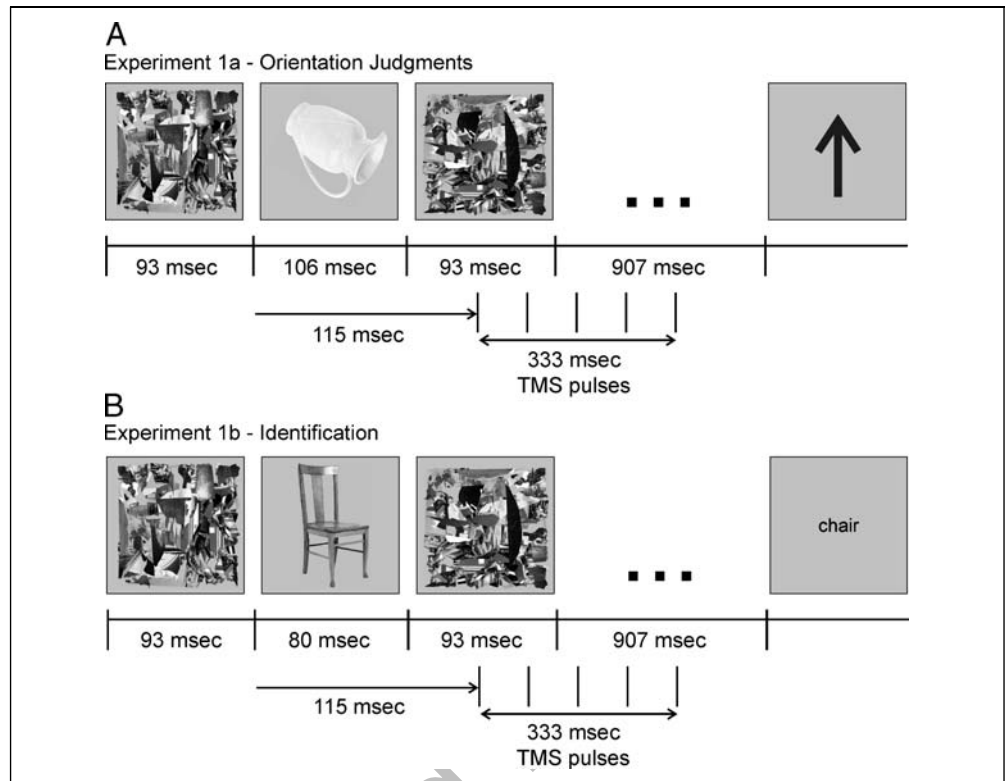 A
Experiment 1a - Orientation Judgments
93 msec 106 msec 93 msec 907 msec
115 msec
333 msec
TMS pulses
B
Experiment 1b - Identification
chair
93 msec 80 msec 93 msec 907 msec
115 msec
333 msec
TMS pulses